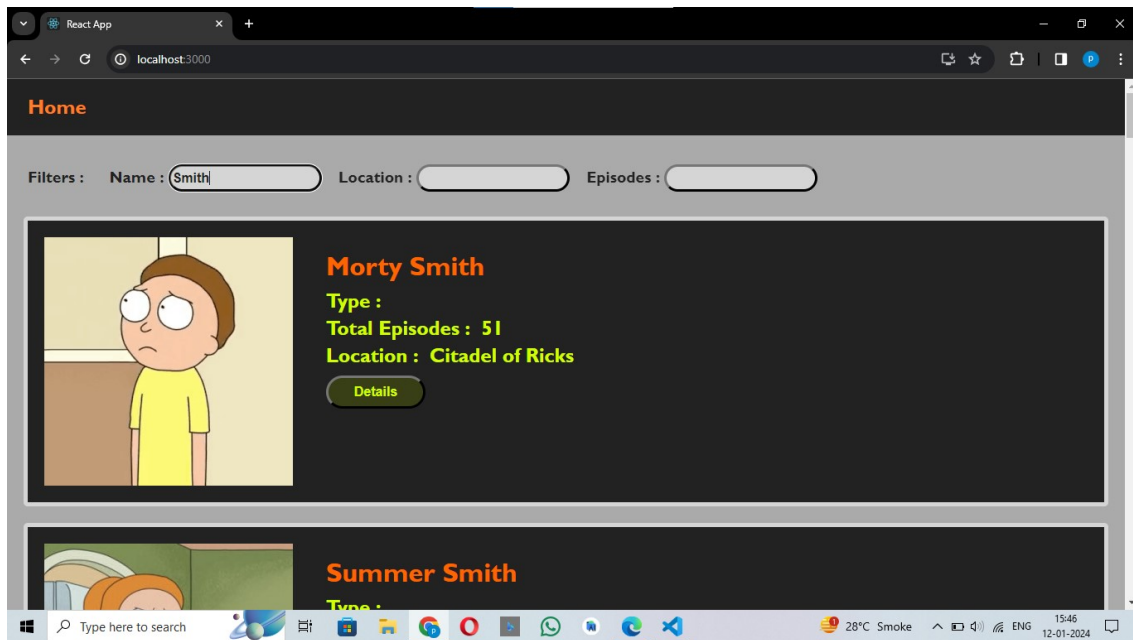 React App
localhost:3000
P
Home
Filters : Name : Smith Location : Episodes :
Morty Smith
Type :
Total Episodes : 51
Location : Citadel of Ricks
Details
Summer Smith
Type :
Type here to search
28°C Smoke
ENG
15:46
12-01-2024